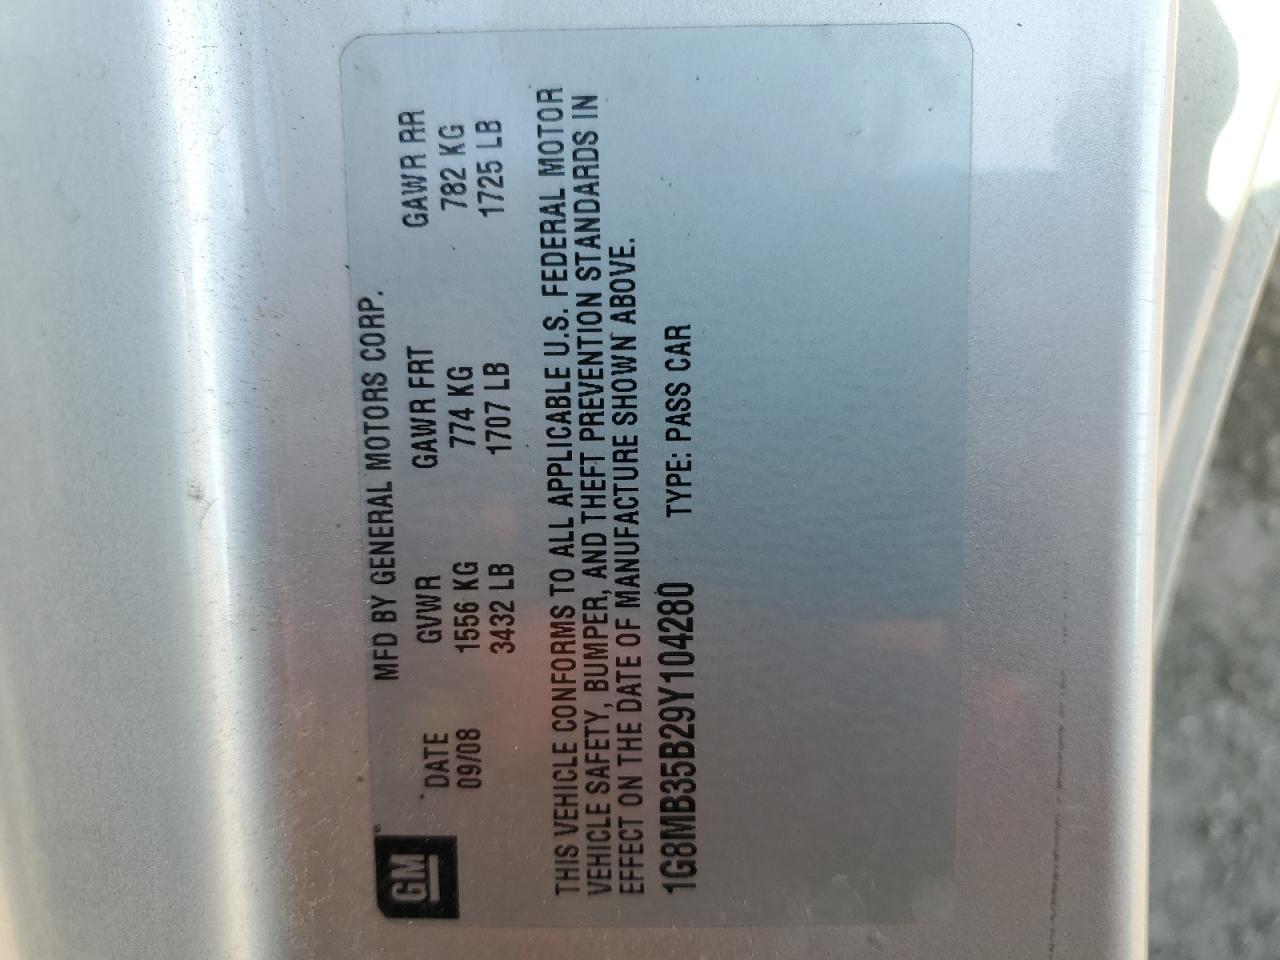 GM
MFD BY GENERAL MOTORS CORP.
DATE GVWR GAWR FRT GAWR RR
09/08 1556 KG 774 KG 782 KG
3432 LB 1707 LB 1725 LB
THIS VEHICLE CONFORMS TO ALL APPLICABLE U.S. FEDERAL MOTOR
VEHICLE SAFETY, BUMPER, AND THEFT PREVENTION STANDARDS IN
EFFECT ON THE DATE OF MANUFACTURE SHOWN ABOVE.
1G8MB35B29Y104280 TYPE: PASS CAR